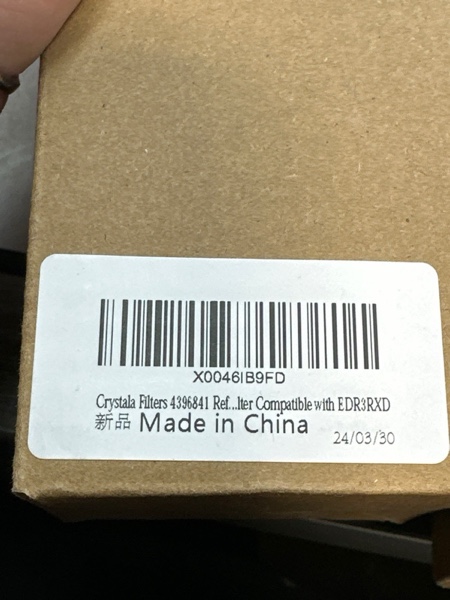 X0046IB9FD
Crystala Filters 4396841 Ref...lter Compatible with EDR3RXD
新品 Made in China
24/03/30